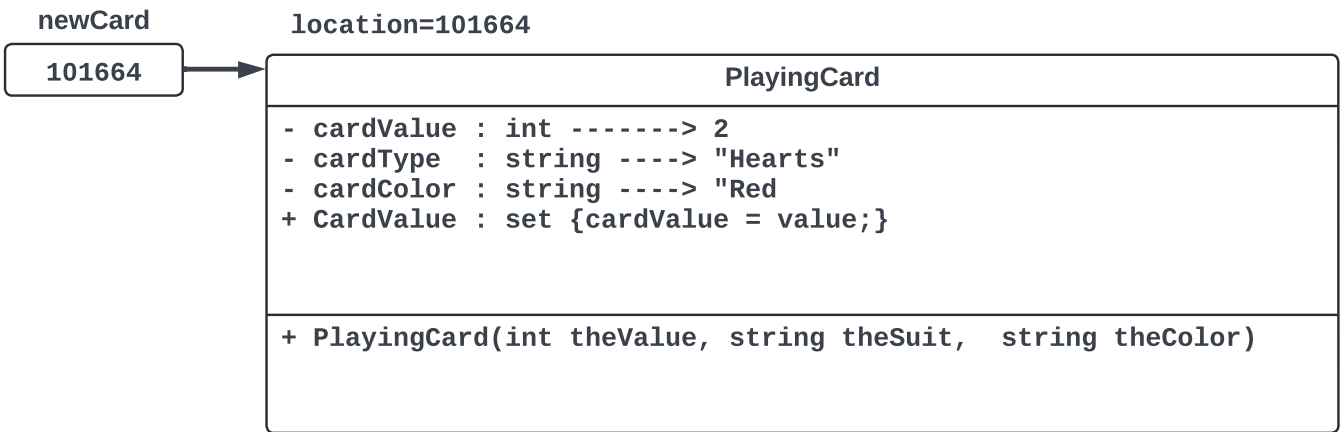 newCard
location=101664
101664
PlayingCard
- cardValue : int -------> 2
- cardType  : string ----> "Hearts"
- cardColor : string ----> "Red
+ CardValue : set {cardValue = value;}
+ PlayingCard(int theValue, string theSuit,  string theColor)